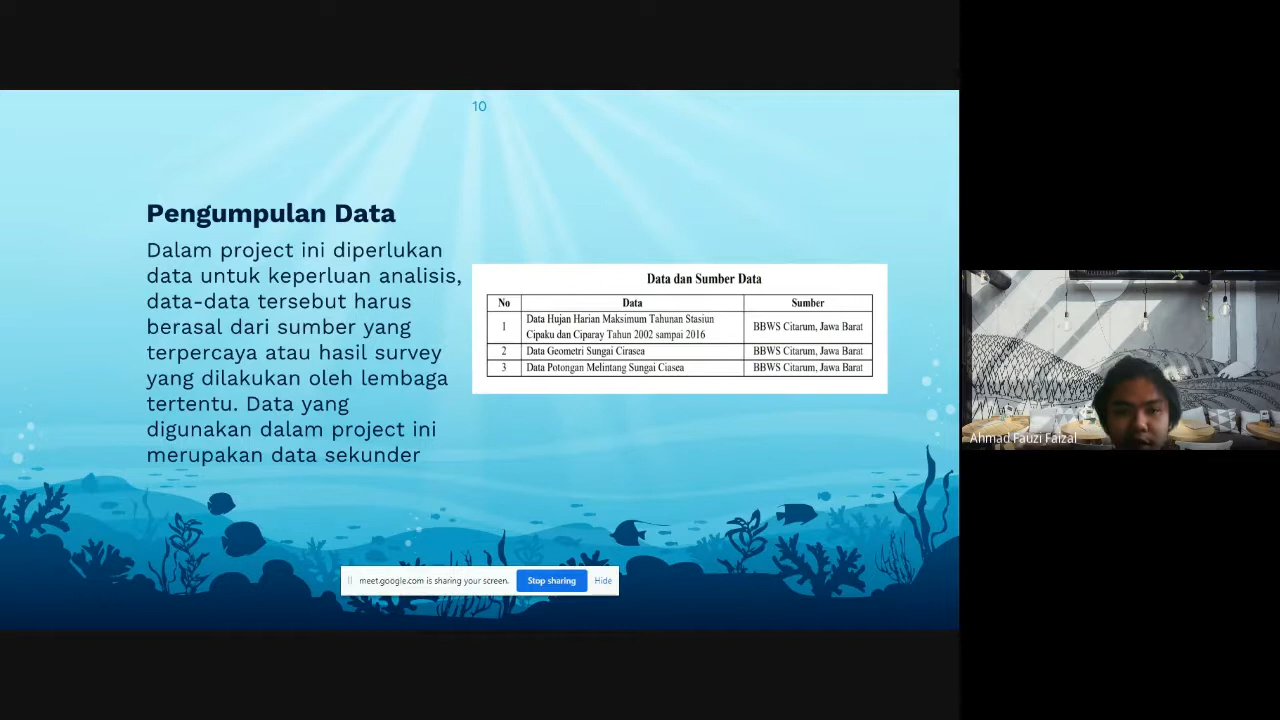 10
Pengumpulan Data
Dalam project ini diperlukan
data untuk keperluan analisis,
data-data tersebut harus
berasal dari sumber yang
terpercaya atau hasil survey
yang dilakukan oleh lembaga
tertentu. Data yang
digunakan dalam project ini
merupakan data sekunder
Data dan Sumber Data
No Data Sumber
1 Data Hujan Harian Maksimum Tahunan Stasiun
Cipaku dan Ciparay Tahun 2002 sampai 2016 BBWS Citarum, Jawa Barat
2 Data Geometri Sungai Cirasea BBWS Citarum, Jawa Barat
3 Data Potongan Melintang Sungai Ciasea BBWS Citarum, Jawa Barat
meet.google.com is sharing your screen. Stop sharing Hide
Ahmad Fauzi Faizal